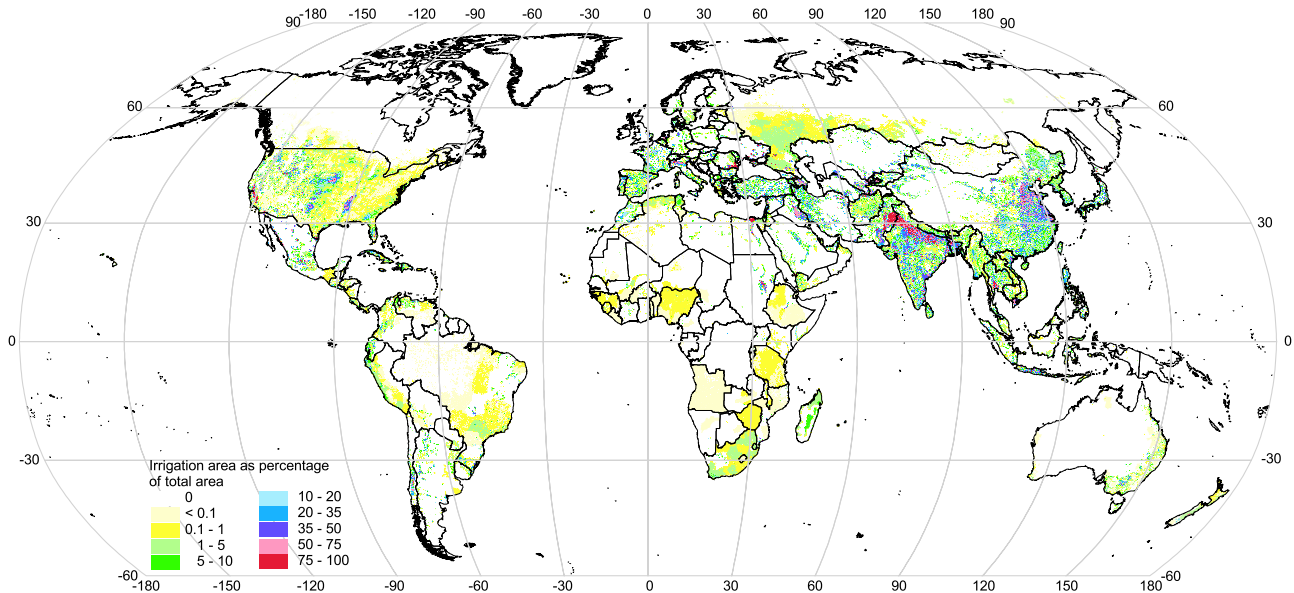 90 -180 -120 -90 -60 -30 0 30 60 90 120 150 180 90
60 60
30 30
0 0
-30 -30
Irrigation area as percentage
of total area
0 10 - 20
< 0.1 20 - 35
0.1 - 1 35 - 50
1 - 5 50 - 75
5 - 10 75 - 100
-60 -60
-180 -150 -120 -90 -60 -30 0 30 60 90 120 150 180